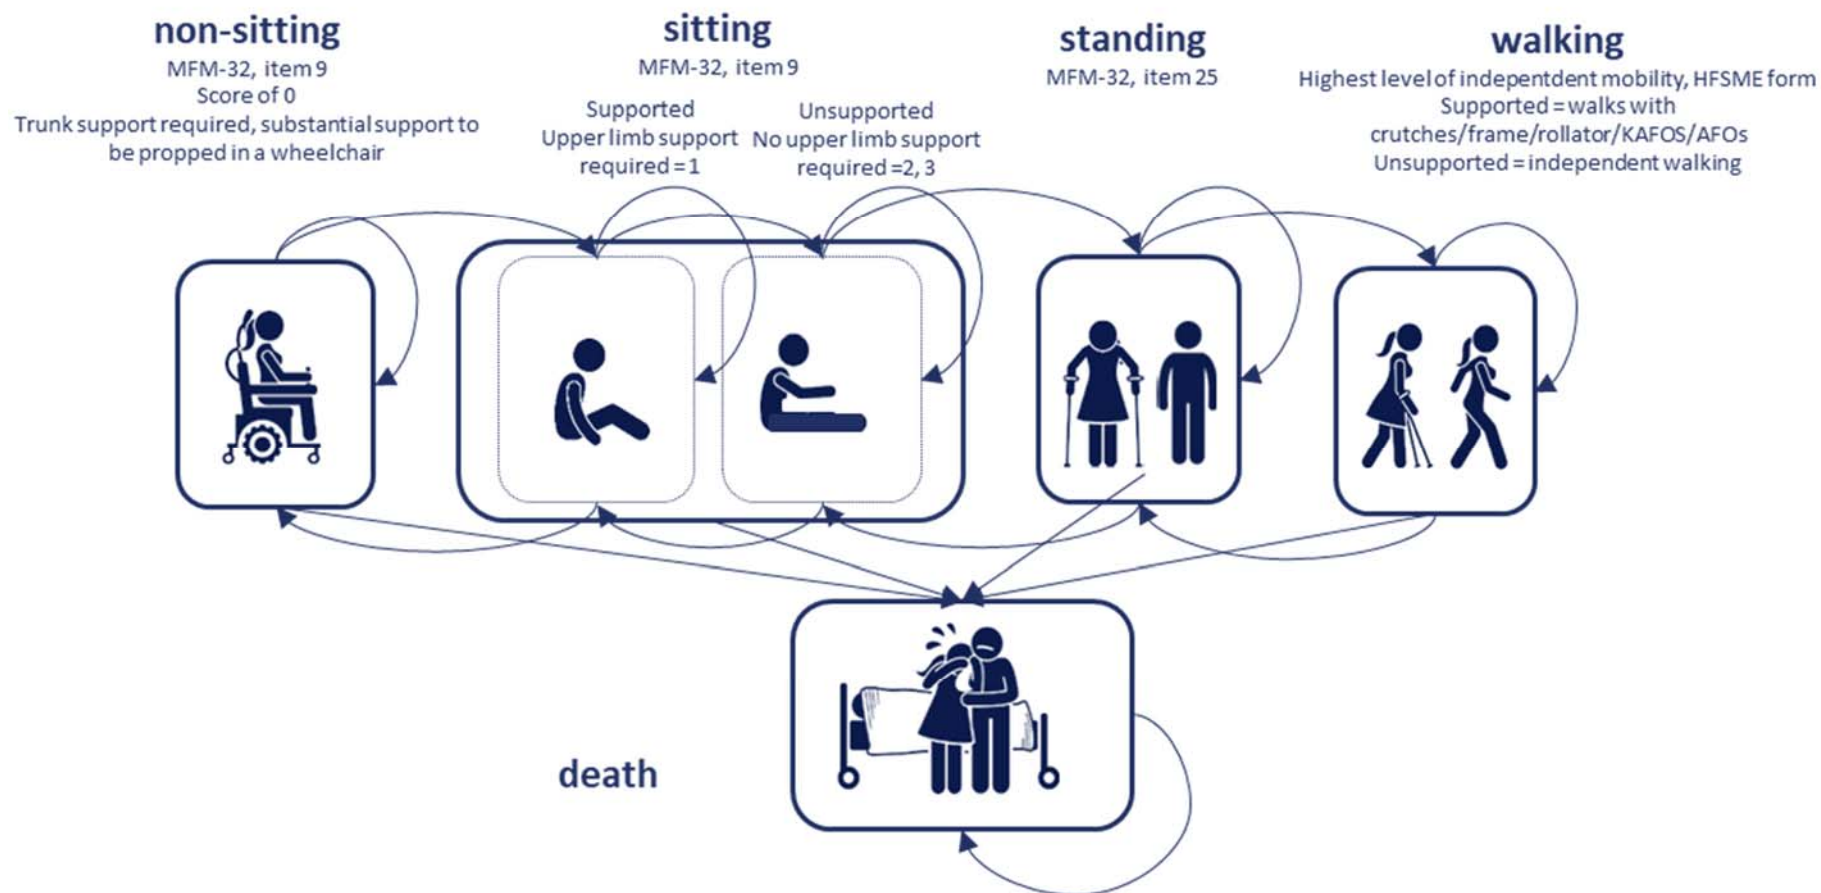 non-sitting
MFM-32, item 9
Score of 0
Trunk support required, substantial support to
be propped in a wheelchair
sitting
MFM-32, item 9
Supported
Upper limb support
required =1
Unsupported
No upper limb support
required =2, 3
standing
MFM-32, item 25
walking
Highest level of indepentdent mobility, HFSME form
Supported = walks with
crutches/frame/rollator/KAFOS/AFOs
Unsupported = independent walking
death